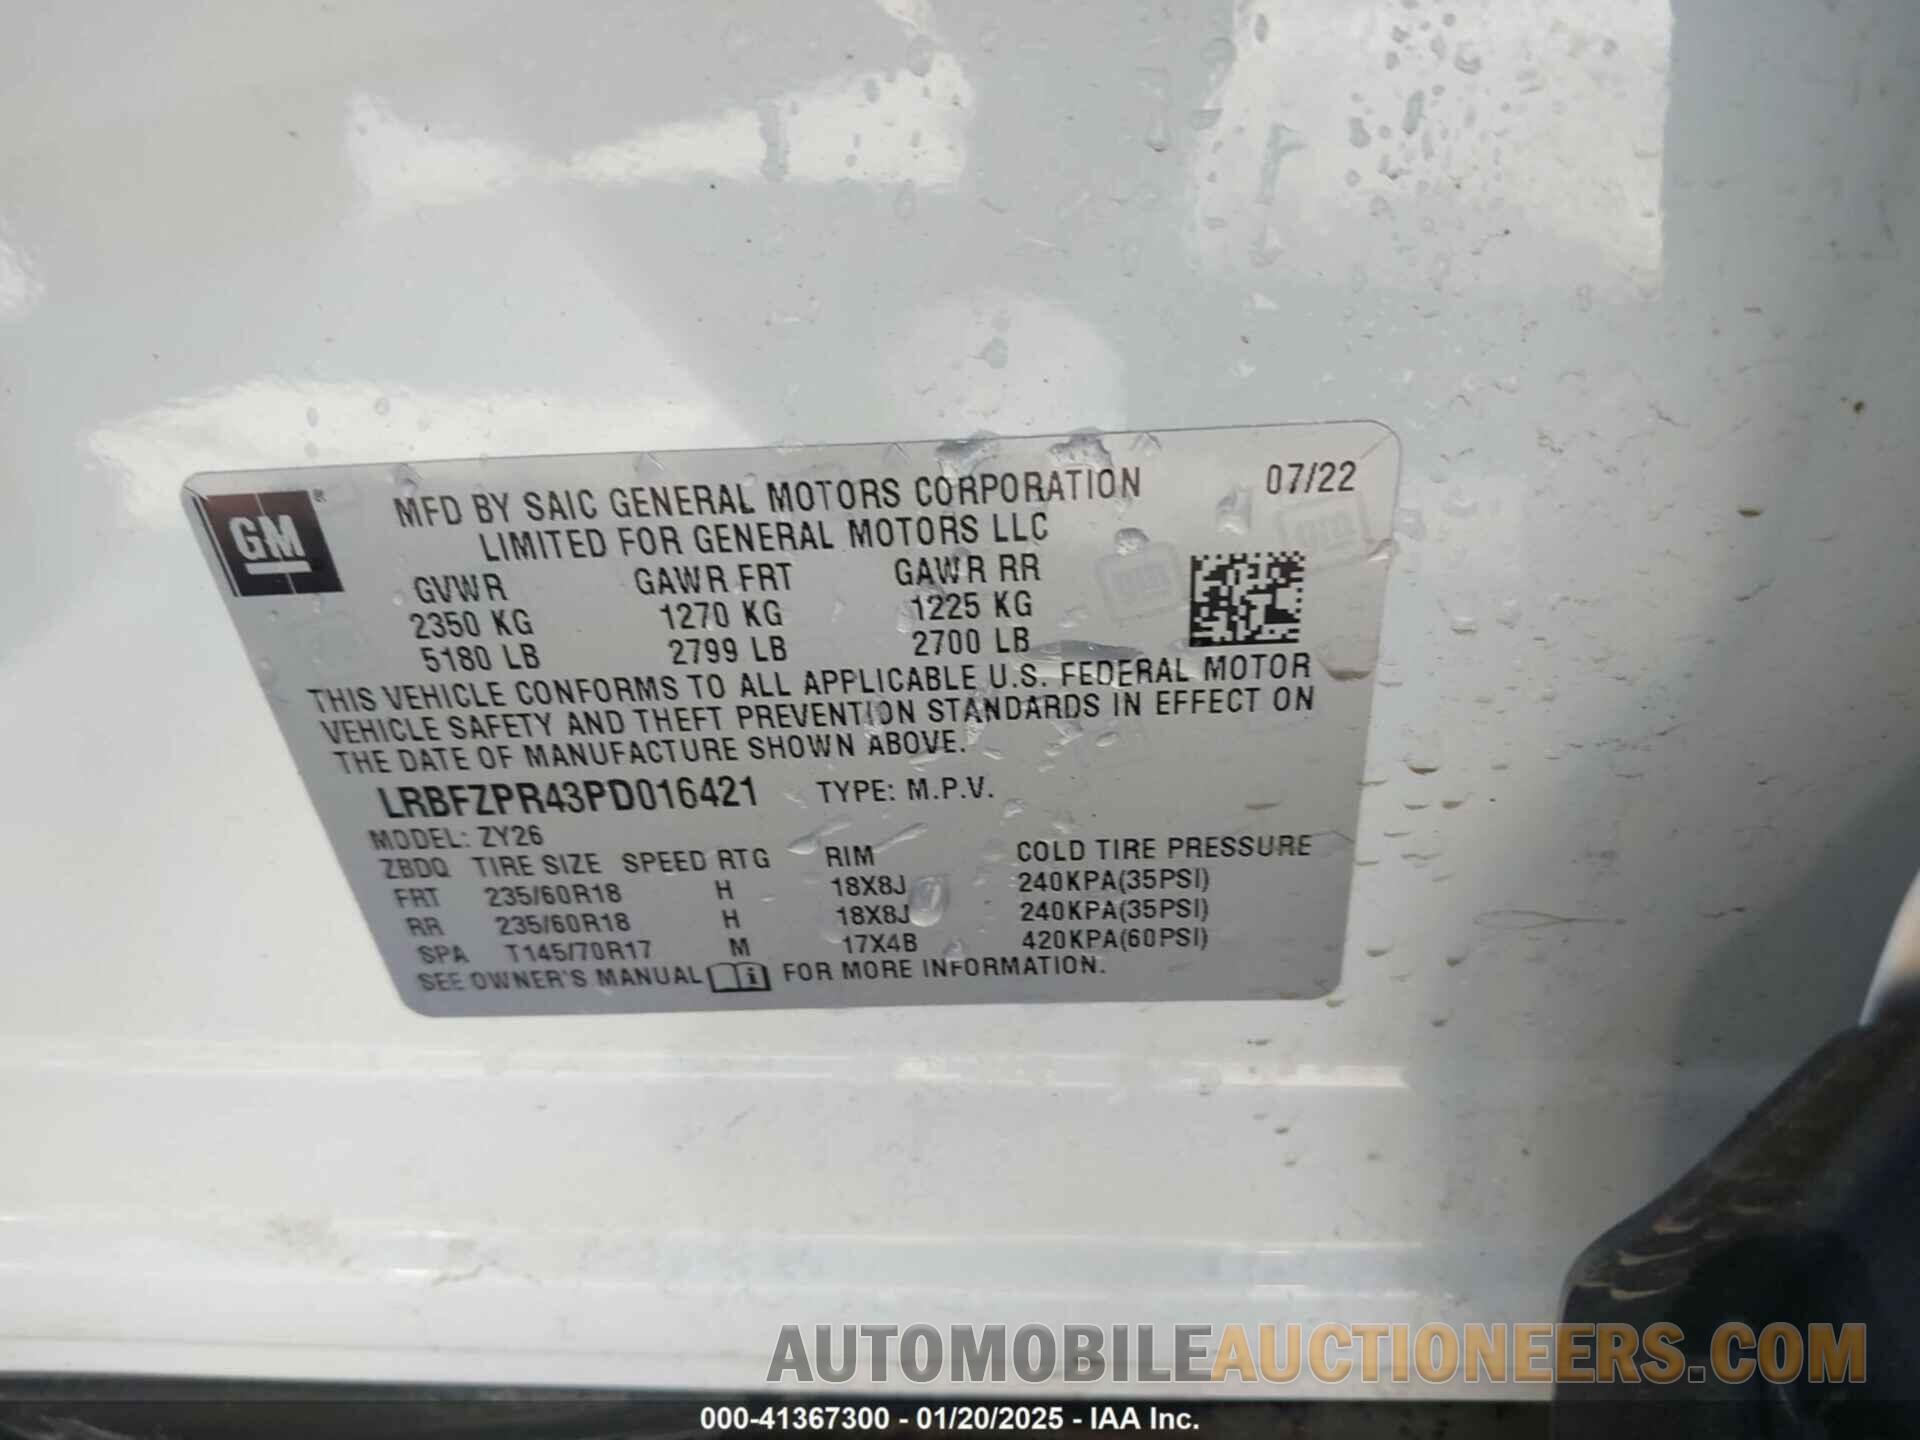 GM ®
MFD BY SAIC GENERAL MOTORS CORPORATION 07/22
LIMITED FOR GENERAL MOTORS LLC
GVWR GAWR FRT GAWR RR
2350 KG 1270 KG 1225 KG
5180 LB 2799 LB 2700 LB
THIS VEHICLE CONFORMS TO ALL APPLICABLE U.S. FEDERAL MOTOR
VEHICLE SAFETY AND THEFT PREVENTION STANDARDS IN EFFECT ON
THE DATE OF MANUFACTURE SHOWN ABOVE.
LRBFZPR43PD016421 TYPE: M.P.V.
MODEL: ZY26
ZBDQ TIRE SIZE SPEED RTG RIM COLD TIRE PRESSURE
FRT 235/60R18 H 18X8J 240KPA(35PSI)
RR 235/60R18 H 18X8J 240KPA(35PSI)
SPA T145/70R17 M 17X4B 420KPA(60PSI)
SEE OWNER'S MANUAL i FOR MORE INFORMATION.
AUTOMOBILEAUCTIONEERS.COM
000-41367300 - 01/20/2025 - IAA Inc.